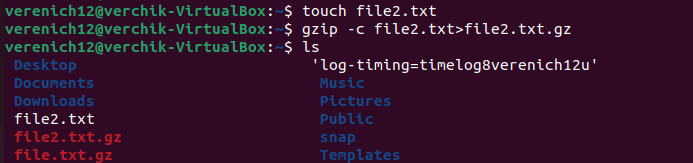 verenich12@verchik-VirtualBox:~$ touch file2.txt
verenich12@verchik-VirtualBox:~$ gzip -c file2.txt>file2.txt.gz
verenich12@verchik-VirtualBox:~$ ls
Desktop 'log-timing=timelog8verenich12u'
Documents Music
Downloads Pictures
file2.txt Public
file2.txt.gz snap
file.txt.gz Templates